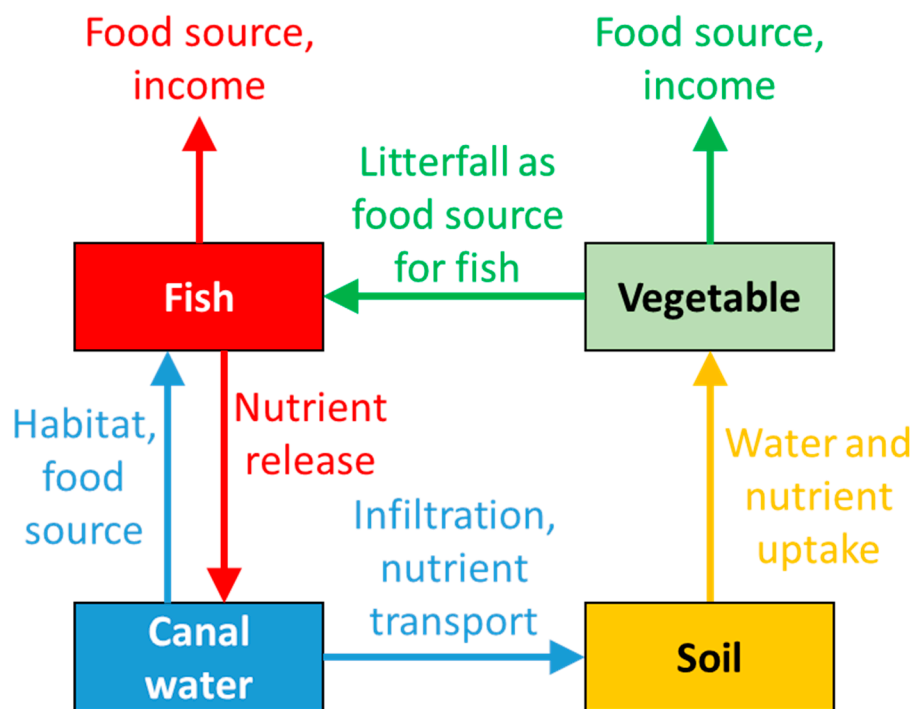 Food source,
income
Food source,
income
Litterfall as
food source
for fish
Fish
Vegetable
Habitat,
food
source
Nutrient
release
Infiltration,
nutrient
transport
Water and
nutrient
uptake
Canal
water
Soil